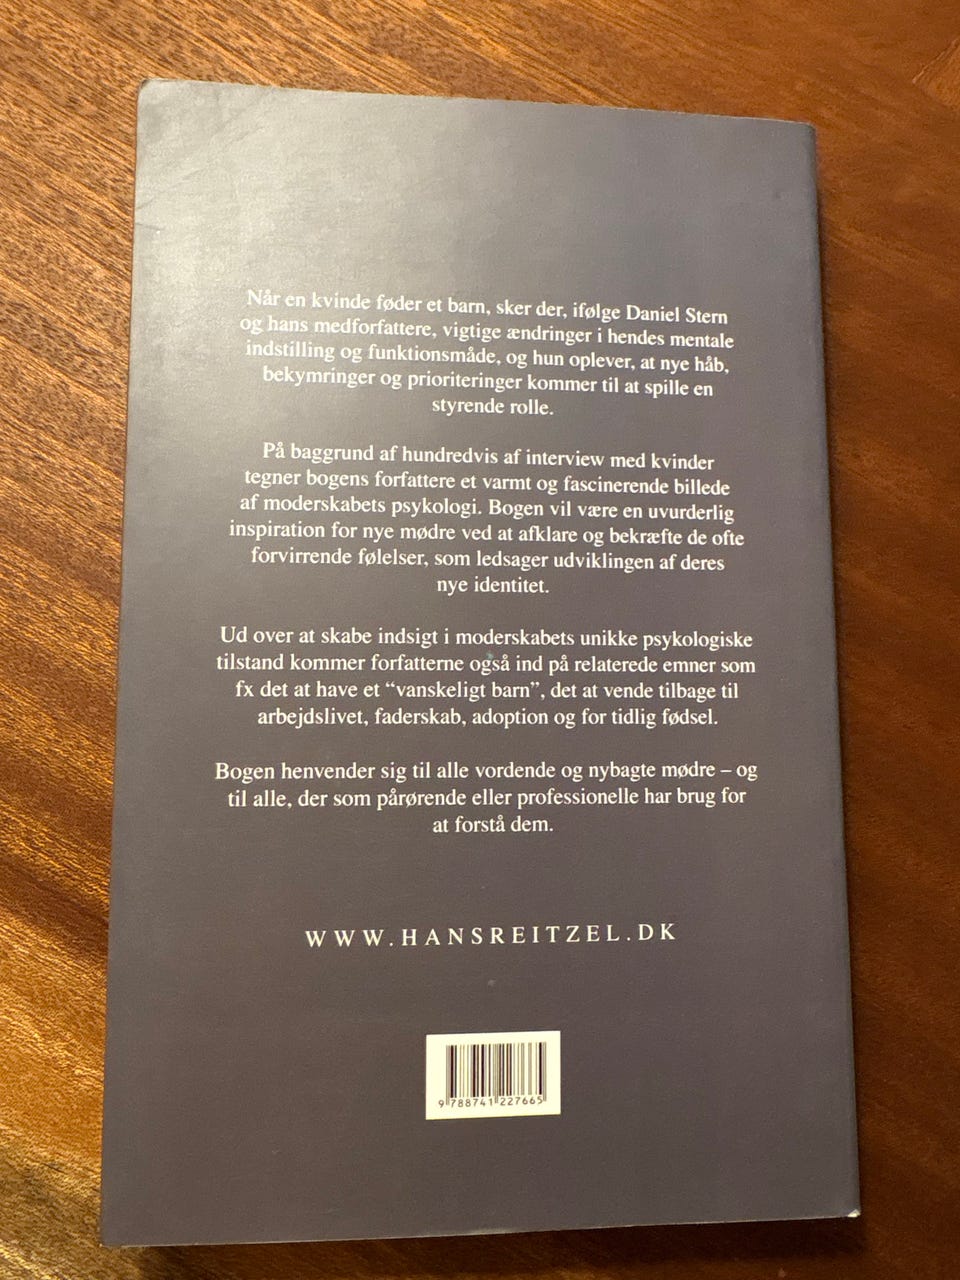 Når en kvinde føder et barn, sker der, ifølge Daniel Stern
og hans medforfattere, vigtige ændringer i hendes mentale
indstilling og funktionsmåde, og hun oplever, at nye håb,
bekymringer og prioriteringer kommer til at spille en
styrende rolle.
På baggrund af hundredvis af interview med kvinder
tegner bogens forfattere et varmt og fascinerende billede
af moderskabets psykologi. Bogen vil være en uvurderlig
inspiration for nye mødre ved at afklare og bekræfte de ofte
forvirrende følelser, som ledsager udviklingen af deres
nye identitet.
Ud over at skabe indsigt i moderskabets unikke psykologiske
tilstand kommer forfatterne også ind på relaterede emner som
fx det at have et “vanskeligt barn”, det at vende tilbage til
arbejdslivet, faderskab, adoption og for tidlig fødsel.
Bogen henvender sig til alle vordende og nybagte mødre – og
til alle, der som pårørende eller professionelle har brug for
at forstå dem.
WWW.HANSREITZEL.DK
9 788741 227665